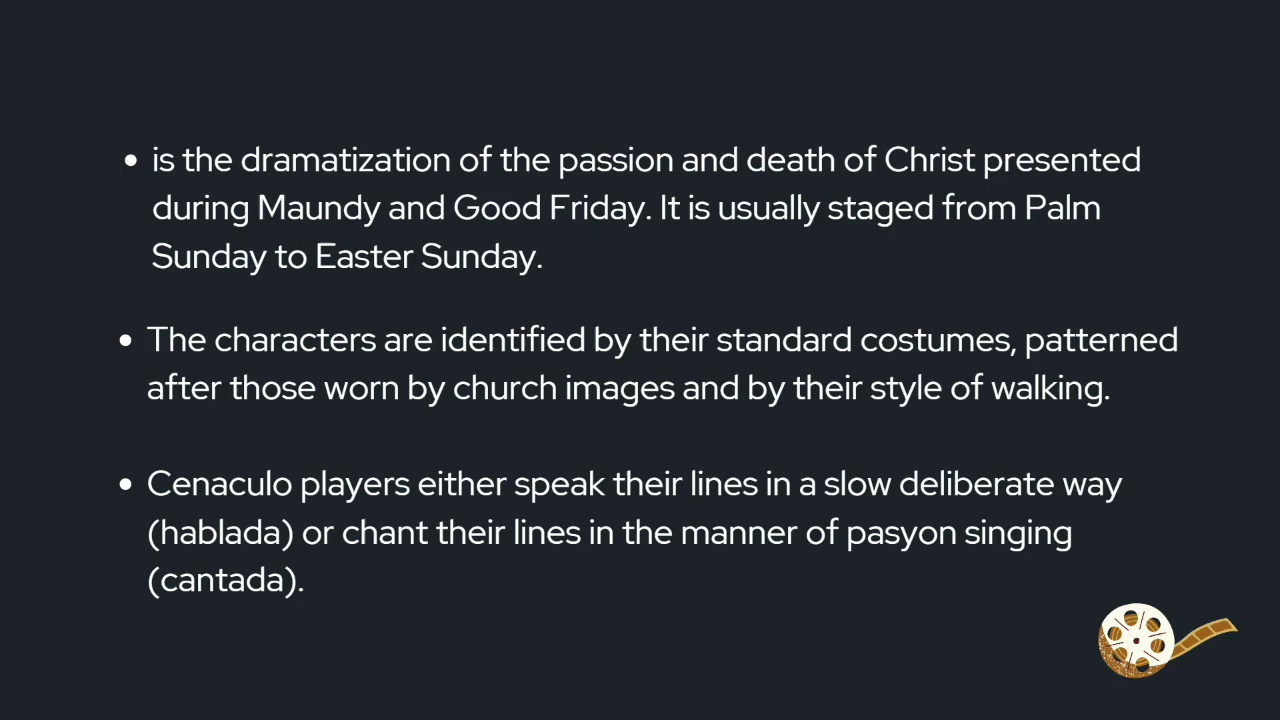 • is the dramatization of the passion and death of Christ presented
during Maundy and Good Friday. It is usually staged from Palm
Sunday to Easter Sunday.
• The characters are identified by their standard costumes, patterned
after those worn by church images and by their style of walking.
• Cenaculo players either speak their lines in a slow deliberate way
(hablada) or chant their lines in the manner of pasyon singing
(cantada).